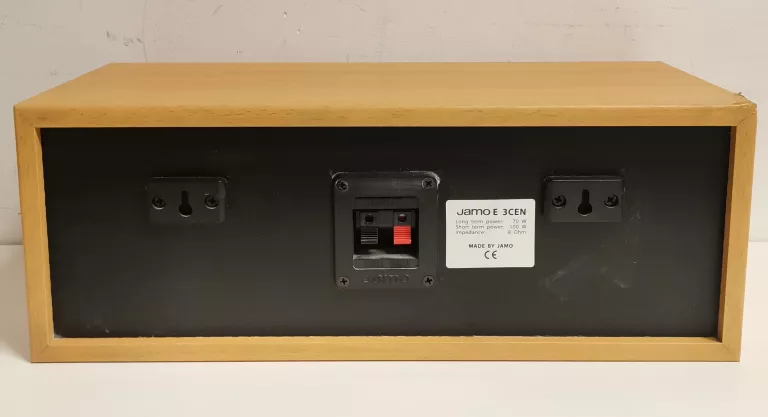 Jamo E 3CEN
Long term power: 70 W
Short term power: 100 W
Impedance: 8 Ohm
MADE BY JAMO
CE